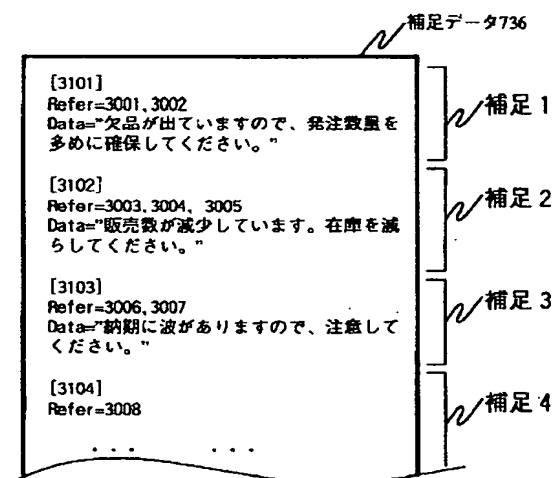 補足データ736
[3101]
Refer=3001,3002
Data="欠品が出ていますので、発注数量を
多めに確保してください。"
補足1
[3102]
Refer=3003,3004, 3005
Data="販売数が減少しています。在庫を減
らしてください。"
補足2
[3103]
Refer=3006,3007
Data="納期に波がありますので、注意して
ください。"
補足3
[3104]
Refer=3008
... ...
補足4